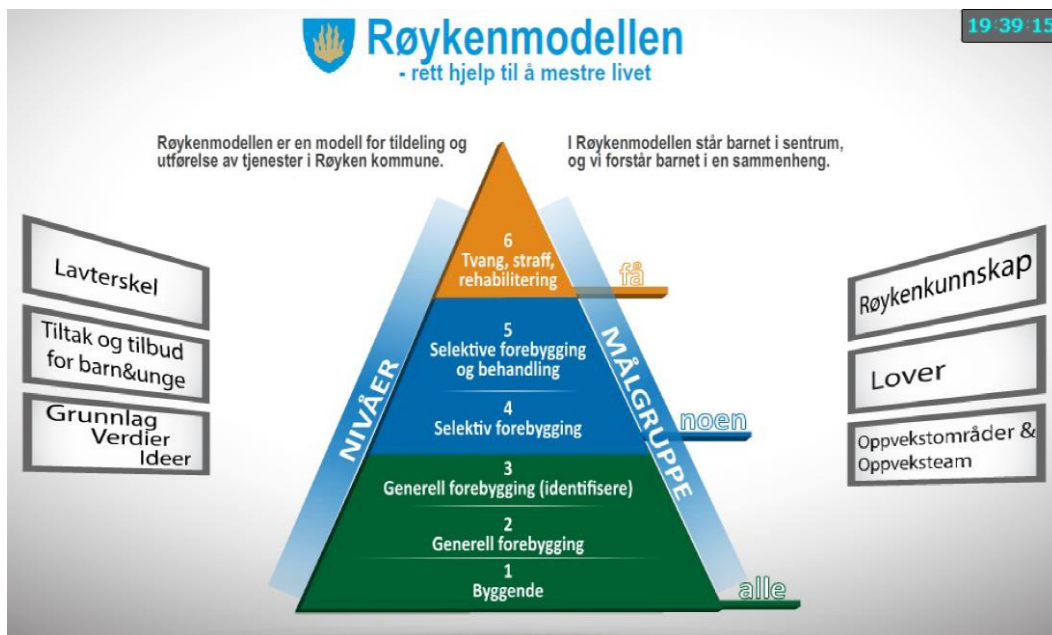 Røykenmodellen
- rett hjelp til å mestre livet
19:39:15
Røykenmodellen er en modell for tildeling og
utførelse av tjenester i Røyken kommune.
I Røykenmodellen står barnet i sentrum,
og vi forstår barnet i en sammenheng.
Lavterskel
Tiltak og tilbud
for barn&unge
Grunnlag
Verdier
Ideer
NIVÅER
6
Tvang, straff,
rehabilitering
5
Selektive forebygging
og behandling
4
Selektiv forebygging
3
Generell forebygging (identifisere)
2
Generell forebygging
1
Byggende
MÅLGRUPPE
få
noen
alle
Røykenkunnskap
Lover
Oppvekstområder &
Oppveksteam